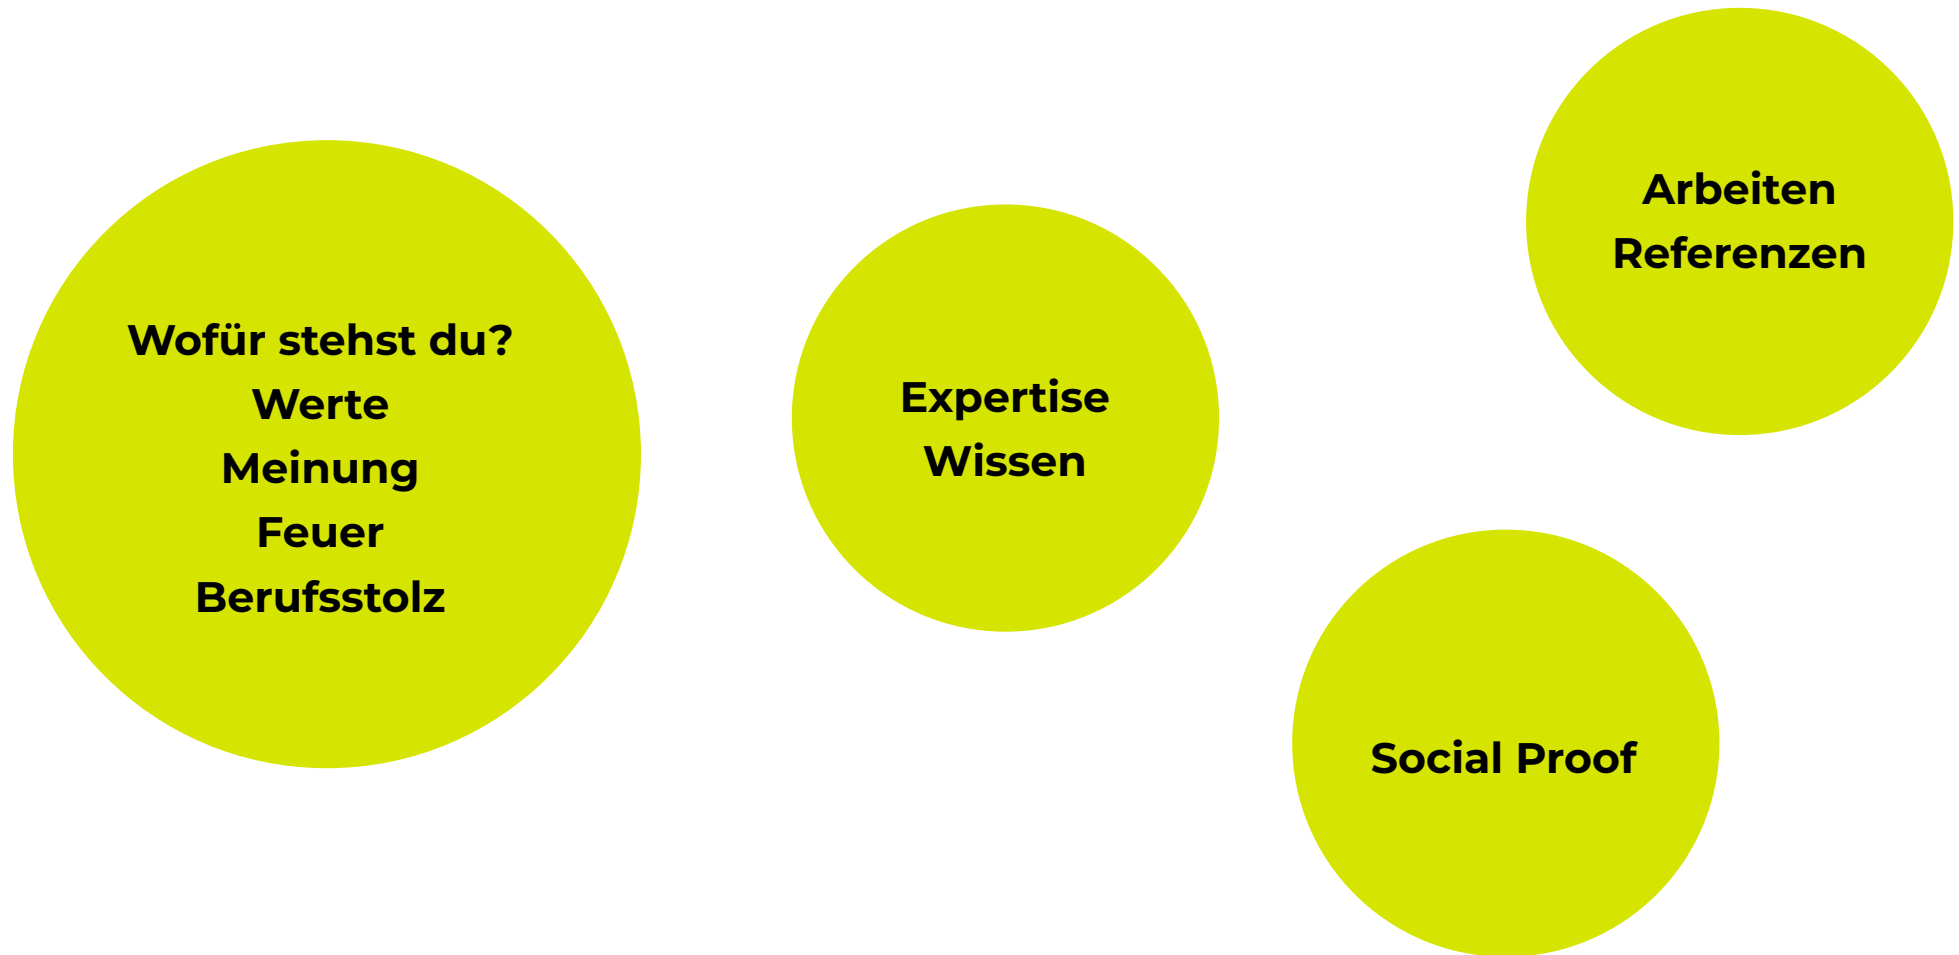 Wofür stehst du?
Werte
Meinung
Feuer
Berufsstolz
Expertise
Wissen
Arbeiten
Referenzen
Social Proof